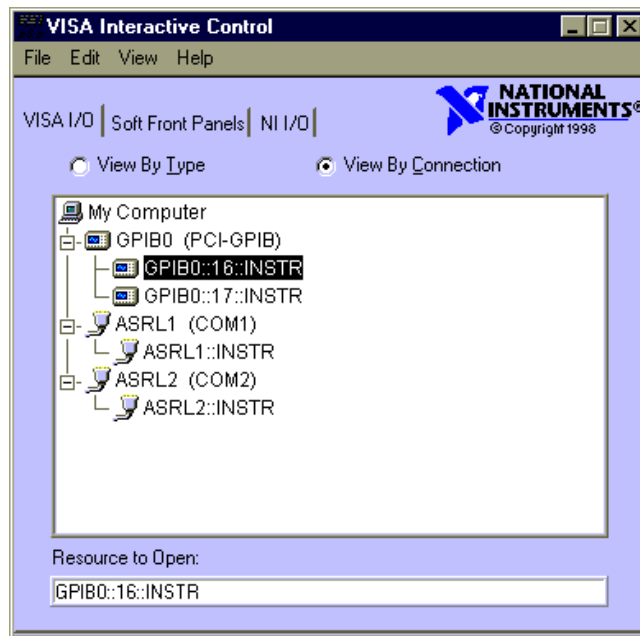 VISA Interactive Control
File Edit View Help
NATIONAL
INSTRUMENTS®
© Copyright 1998
VISA I/O Soft Front Panels NI I/O
View By Type View By Connection
My Computer
GPIB0 (PCI-GPIB)
GPIB0::16::INSTR
GPIB0::17::INSTR
ASRL1 (COM1)
ASRL1::INSTR
ASRL2 (COM2)
ASRL2::INSTR
Resource to Open:
GPIB0::16::INSTR